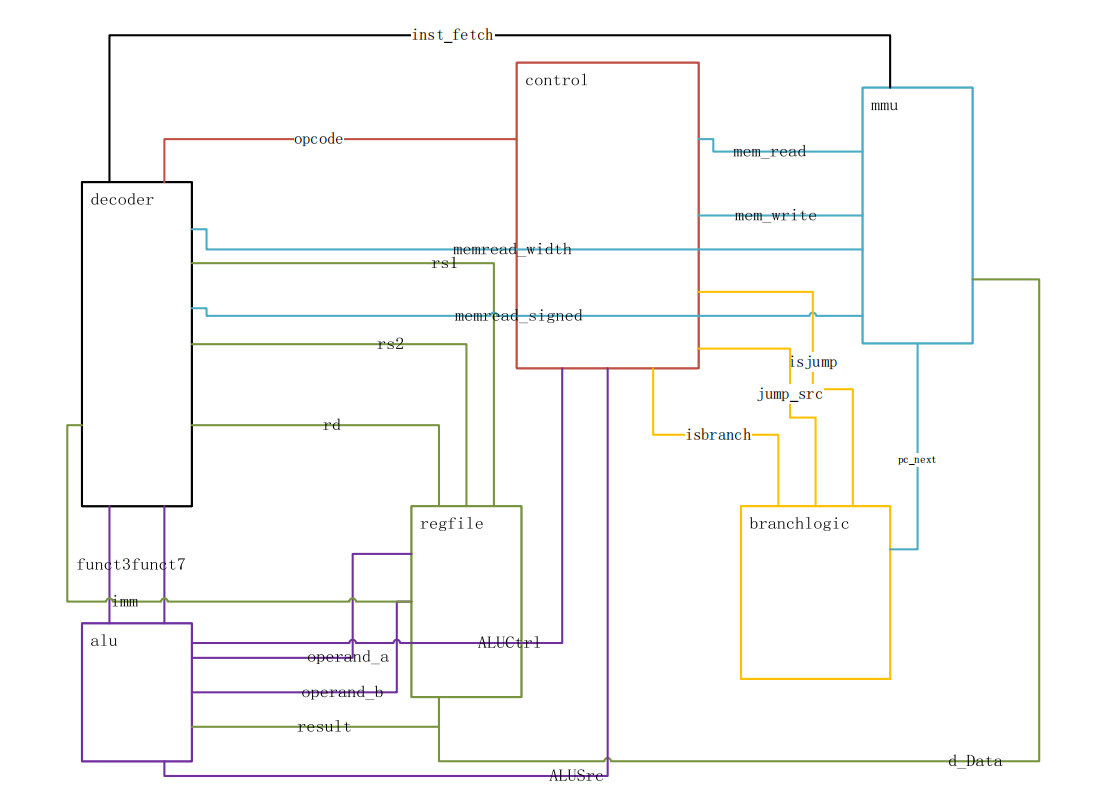 inst_fetch
control
mmu
opcode
mem_read
decoder
mem_write
memread_width
rs1
memread_signed
rs2
isjump
jump_src
rd
isbranch
pc_next
regfile
branchlogic
funct3funct7
imm
alu
ALUCtrl
operand_a
operand_b
result
d_Data
ALUSrc